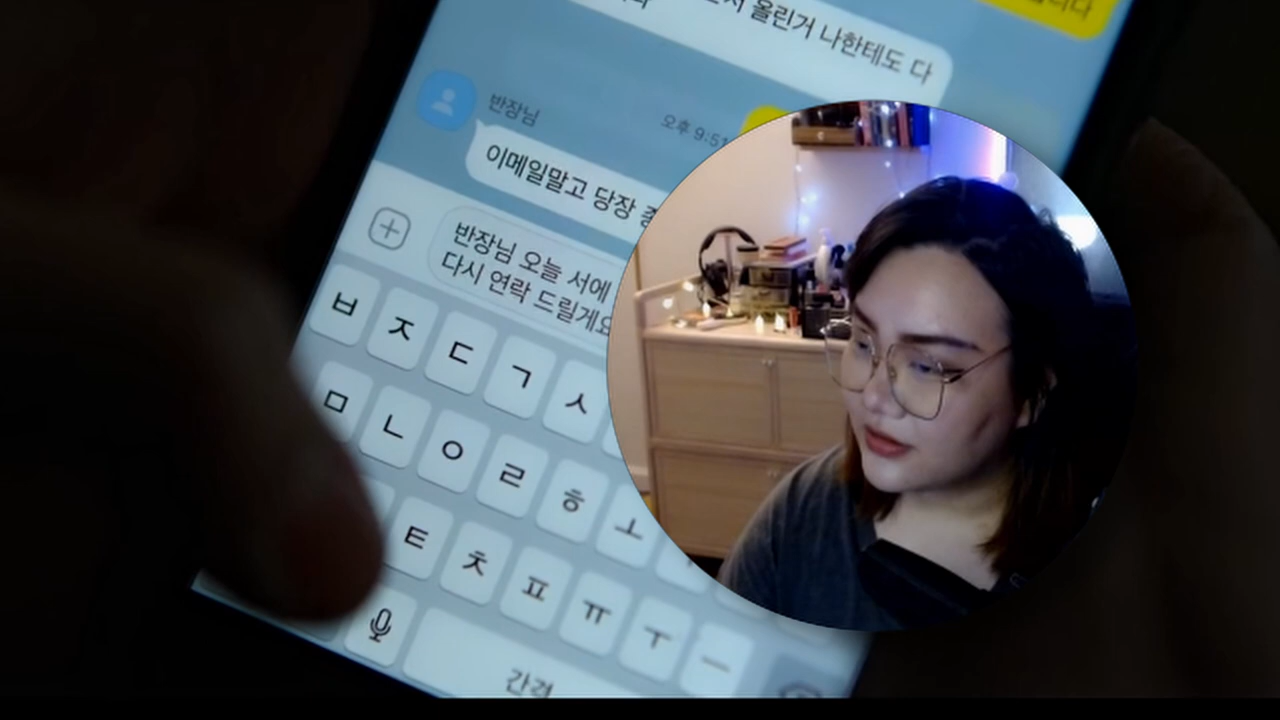 올린거 나한테도 다
반장님
오후 9:51
이메일말고 당장
반장님 오늘 서에
다시 연락 드릴게요
ㅂ ㅈ ㄷ ㄱ ㅅ
ㅁ ㄴ ㅇ ㄹ ㅎ ㅗ
ㅌ ㅊ ㅍ ㅠ ㅜ ㅡ
간격